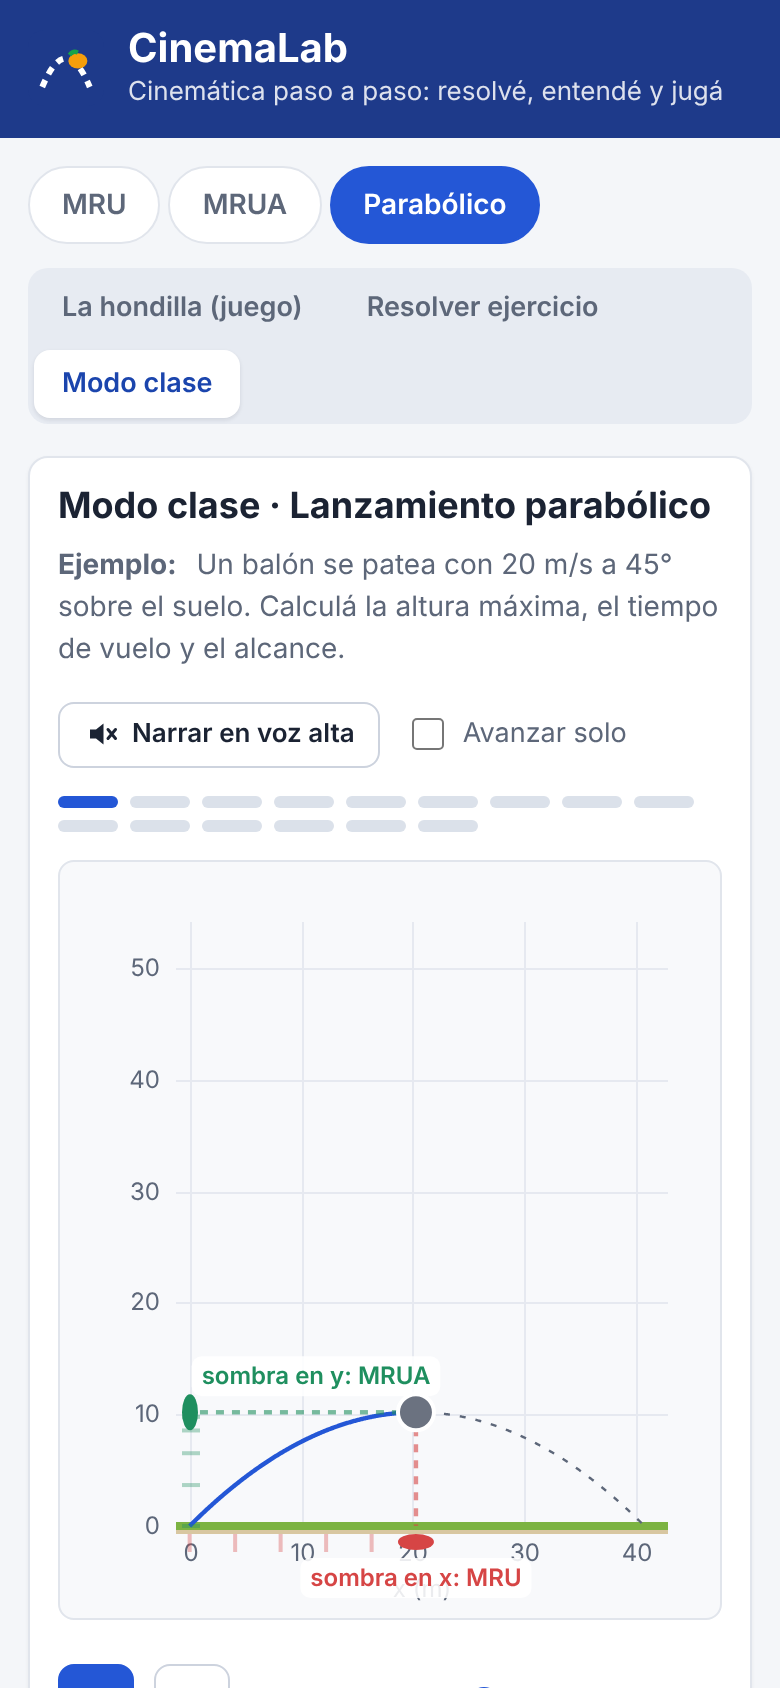 CinemaLab
Cinemática paso a paso: resolvé, entendé y jugá
MRU
MRUA
Parabólico
La hondilla (juego)
Resolver ejercicio
Modo clase
Modo clase · Lanzamiento parabólico
Ejemplo: Un balón se patea con 20 m/s a 45°
sobre el suelo. Calculá la altura máxima, el tiempo
de vuelo y el alcance.
Narrar en voz alta
Avanzar solo
50
40
30
20
sombra en y: MRUA
10
0
0 10 20 30 40
sombra en x: MRU
x (m)